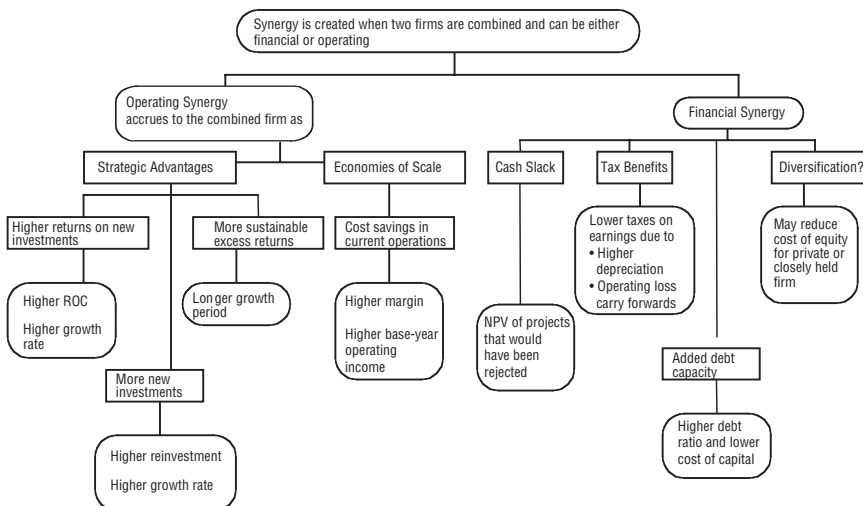 Synergy is created when two firms are combined and can be either
financial or operating
Operating Synergy
accrues to the combined firm as
Financial Synergy
Strategic Advantages
Economies of Scale
Cash Slack
Tax Benefits
Diversification?
Higher returns on new
investments
More sustainable
excess returns
Cost savings in
current operations
Lower taxes on
earnings due to
• Higher
depreciation
• Operating loss
carry forwards
May reduce
cost of equity
for private or
closely held
firm
Higher ROC
Higher growth
rate
Longer growth
period
Higher margin
Higher base-year
operating
income
NPV of projects
that would
have been
rejected
More new
investments
Added debt
capacity
Higher reinvestment
Higher growth rate
Higher debt
ratio and lower
cost of capital